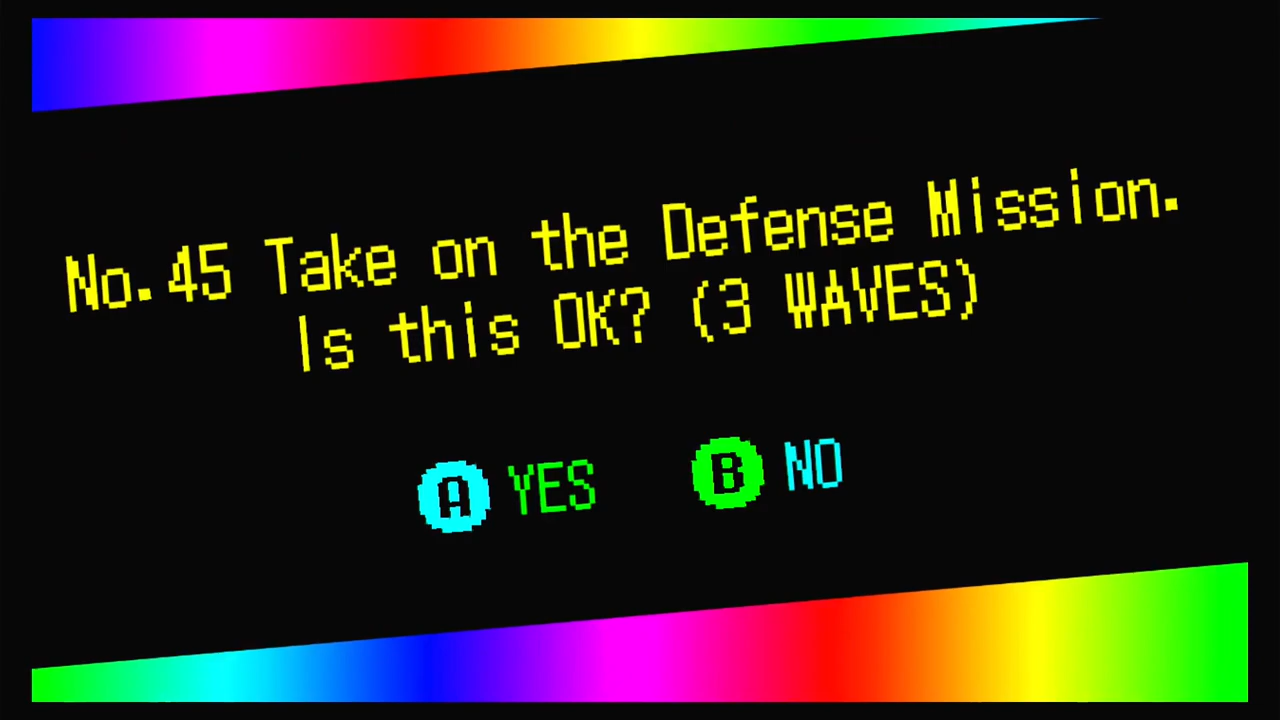 No.45 Take on the Defense Mission.
Is this OK? (3 WAVES)
A YES B NO